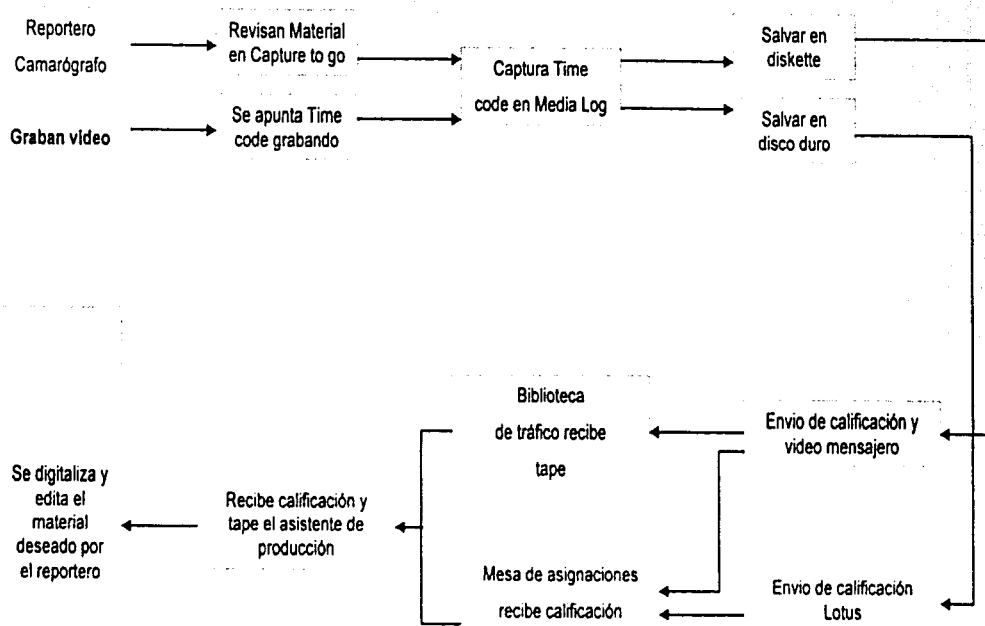 Reportero
Camarógrafo
Graban video
Revisan Material
en Capture to go
Se apunta Time
code grabando
Captura Time
code en Media Log
Salvar en
diskette
Salvar en
disco duro
Envio de calificación y
video mensajero
Envio de calificación
Lotus
Biblioteca
de tráfico recibe
tape
Mesa de asignaciones
recibe calificación
Recibe calificación y
tape el asistente de
producción
Se digitaliza y
edita el
material
deseado por
el reportero